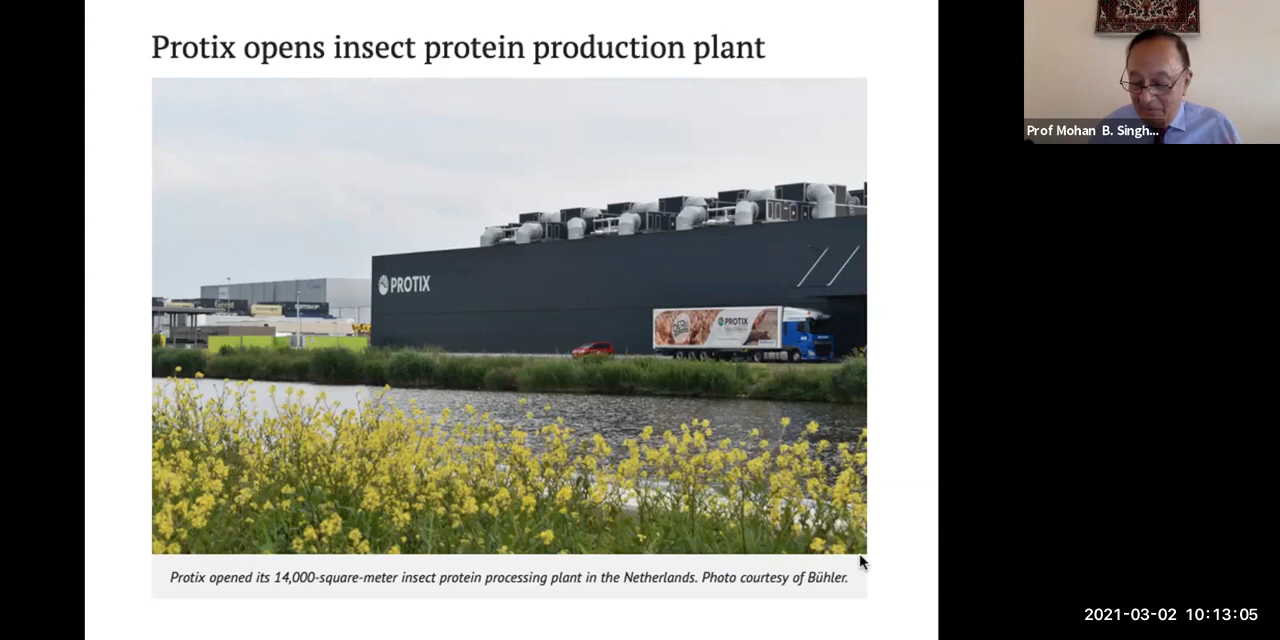 Protix opens insect protein production plant
Prof Mohan B. Singh...
PROTIX
PROTIX
Protix opened its 14,000-square-meter insect protein processing plant in the Netherlands. Photo courtesy of Bühler.
2021-03-02 10:13:05